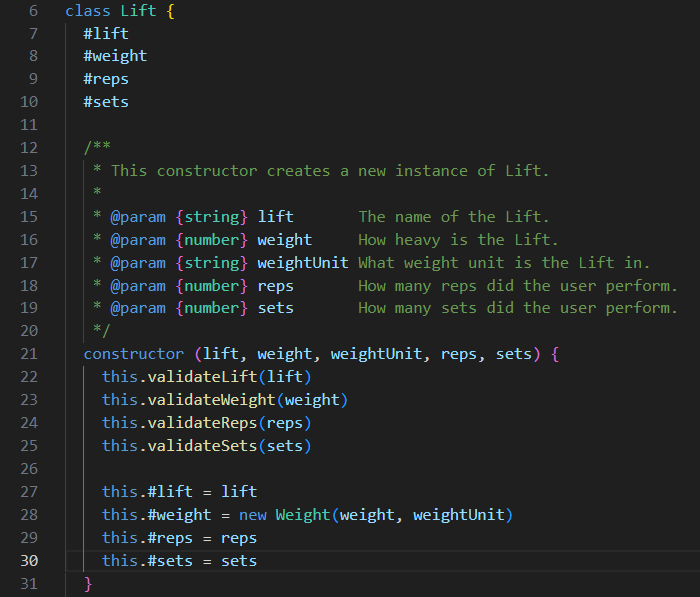 6 class Lift {
7 #lift
8 #weight
9 #reps
10 #sets
11
12 /**
13 * This constructor creates a new instance of Lift.
14 *
15 * @param {string} lift       The name of the Lift.
16 * @param {number} weight     How heavy is the Lift.
17 * @param {string} weightUnit What weight unit is the Lift in.
18 * @param {number} reps       How many reps did the user perform.
19 * @param {number} sets       How many sets did the user perform.
20 */
21 constructor (lift, weight, weightUnit, reps, sets) {
22 this.validateLift(lift)
23 this.validateWeight(weight)
24 this.validateReps(reps)
25 this.validateSets(sets)
26
27 this.#lift = lift
28 this.#weight = new Weight(weight, weightUnit)
29 this.#reps = reps
30 this.#sets = sets
31 }